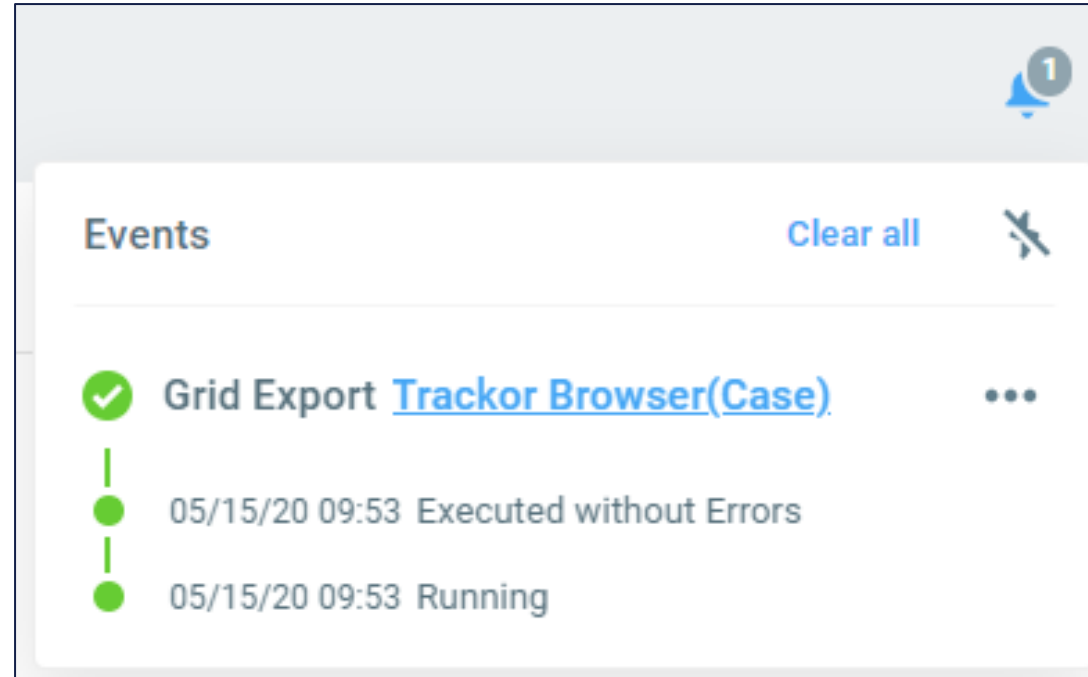 1
Events Clear all
Grid Export Trackor Browser(Case)
05/15/20 09:53 Executed without Errors
05/15/20 09:53 Running